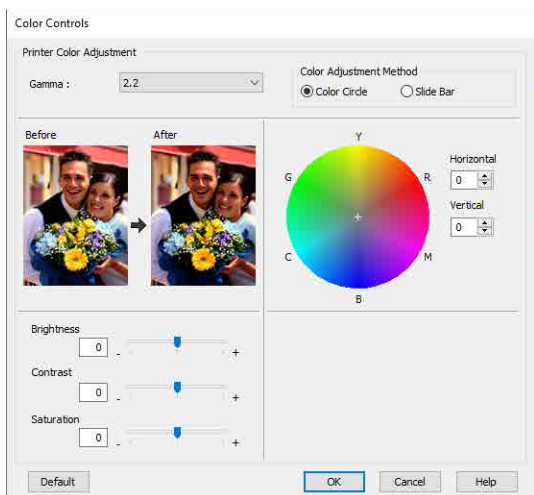 Color Controls
Printer Color Adjustment
Gamma :
2.2
Color Adjustment Method
Color Circle
Slide Bar
Before
After
Y
G
R
C
M
B
Horizontal
0
Vertical
0
Brightness
0
-
+
Contrast
0
-
+
Saturation
0
-
+
Default
OK
Cancel
Help